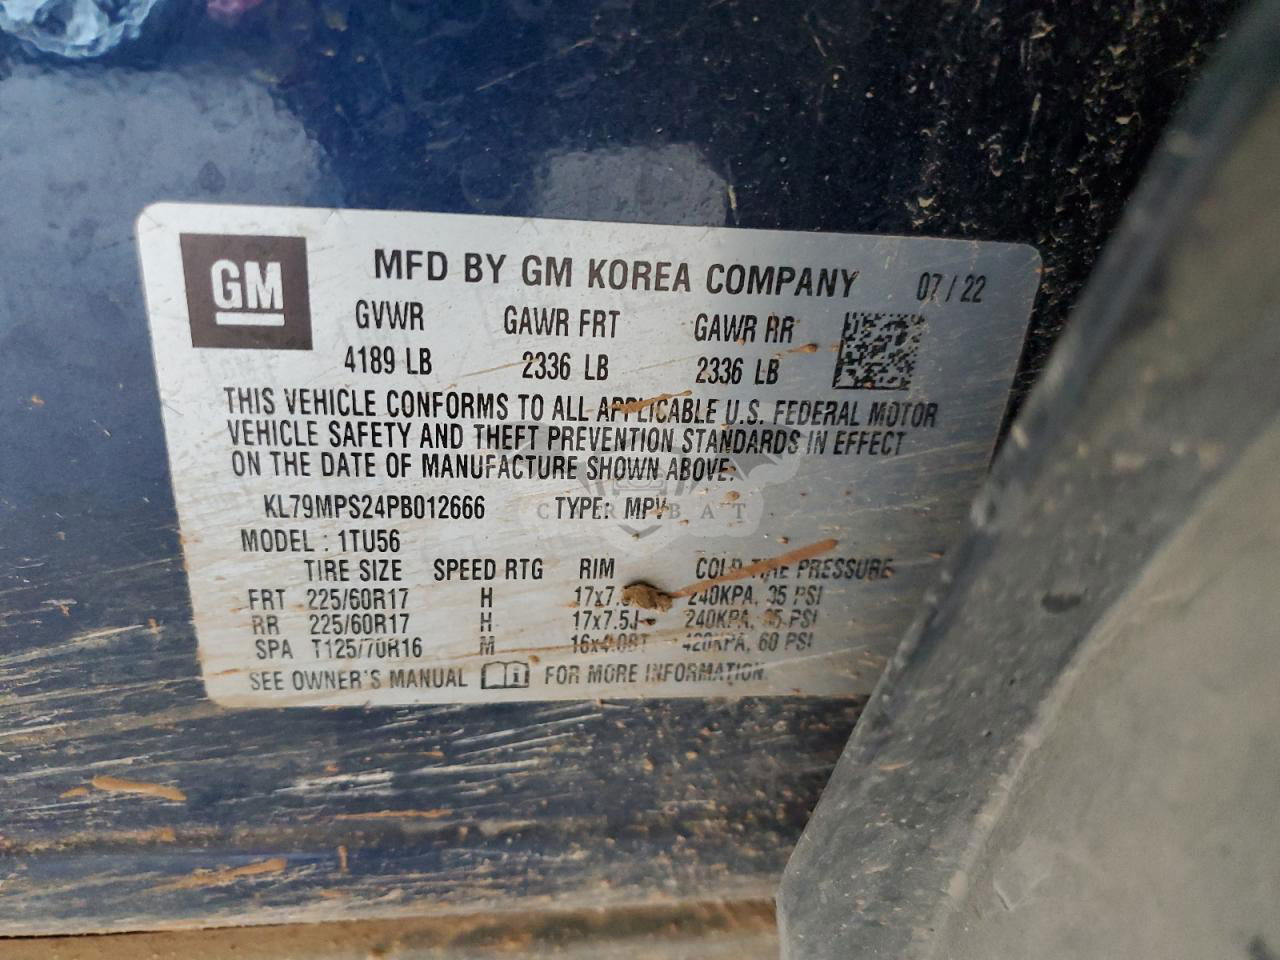 GM
MFD BY GM KOREA COMPANY 07/22
GVWR GAWR FRT GAWR RR
4189 LB 2336 LB 2336 LB
THIS VEHICLE CONFORMS TO ALL APPLICABLE U.S. FEDERAL MOTOR
VEHICLE SAFETY AND THEFT PREVENTION STANDARDS IN EFFECT
ON THE DATE OF MANUFACTURE SHOWN ABOVE.
KL79MPS24PB012666 TYPE: MPV
MODEL : 1TU56
TIRE SIZE SPEED RTG RIM COLD TIRE PRESSURE
FRT 225/60R17 H 240KPA, 35 PSI
RR 225/60R17 H 17x7.5J 240KPA, 35 PSI
SPA T125/70R16 M 16x4.0BT 420KPA, 60 PSI
SEE OWNER'S MANUAL FOR MORE INFORMATION.